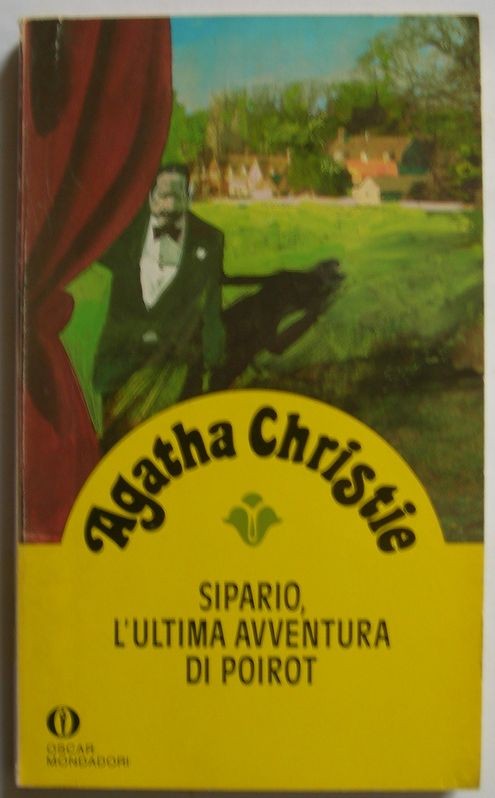 Agatha Christie
SIPARIO,
L'ULTIMA AVVENTURA
DI POIROT
OSCAR
MONDADORI